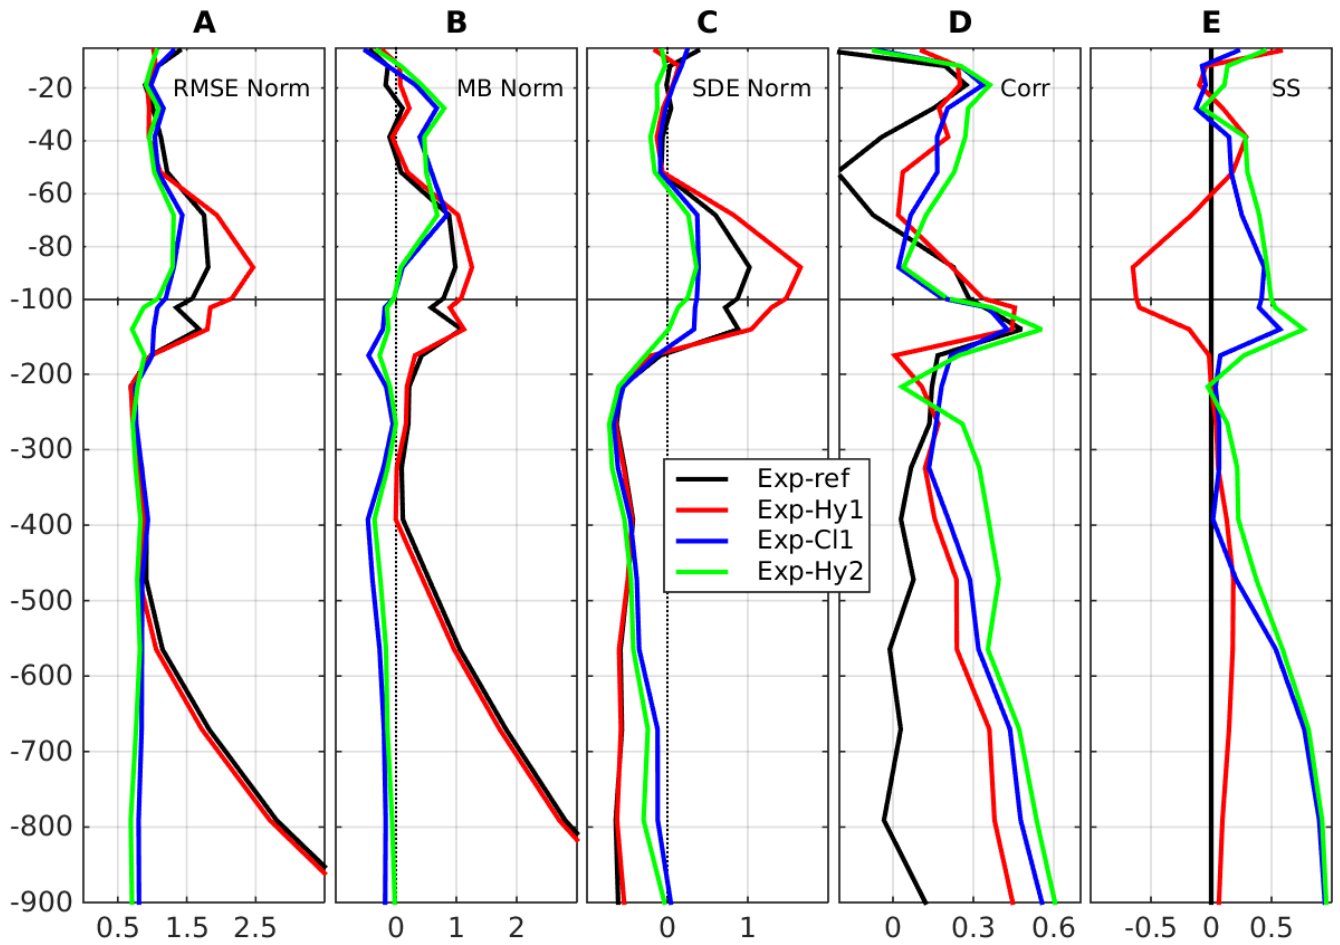 A B C D E
RMSE Norm MB Norm SDE Norm Corr SS
-20
-40
-60
-80
-100
-200
-300
-400
-500
-600
-700
-800
-900
Exp-ref
Exp-Hy1
Exp-Cl1
Exp-Hy2
0.5 1.5 2.5 0 1 2 0 1 0 0.3 0.6 -0.5 0 0.5